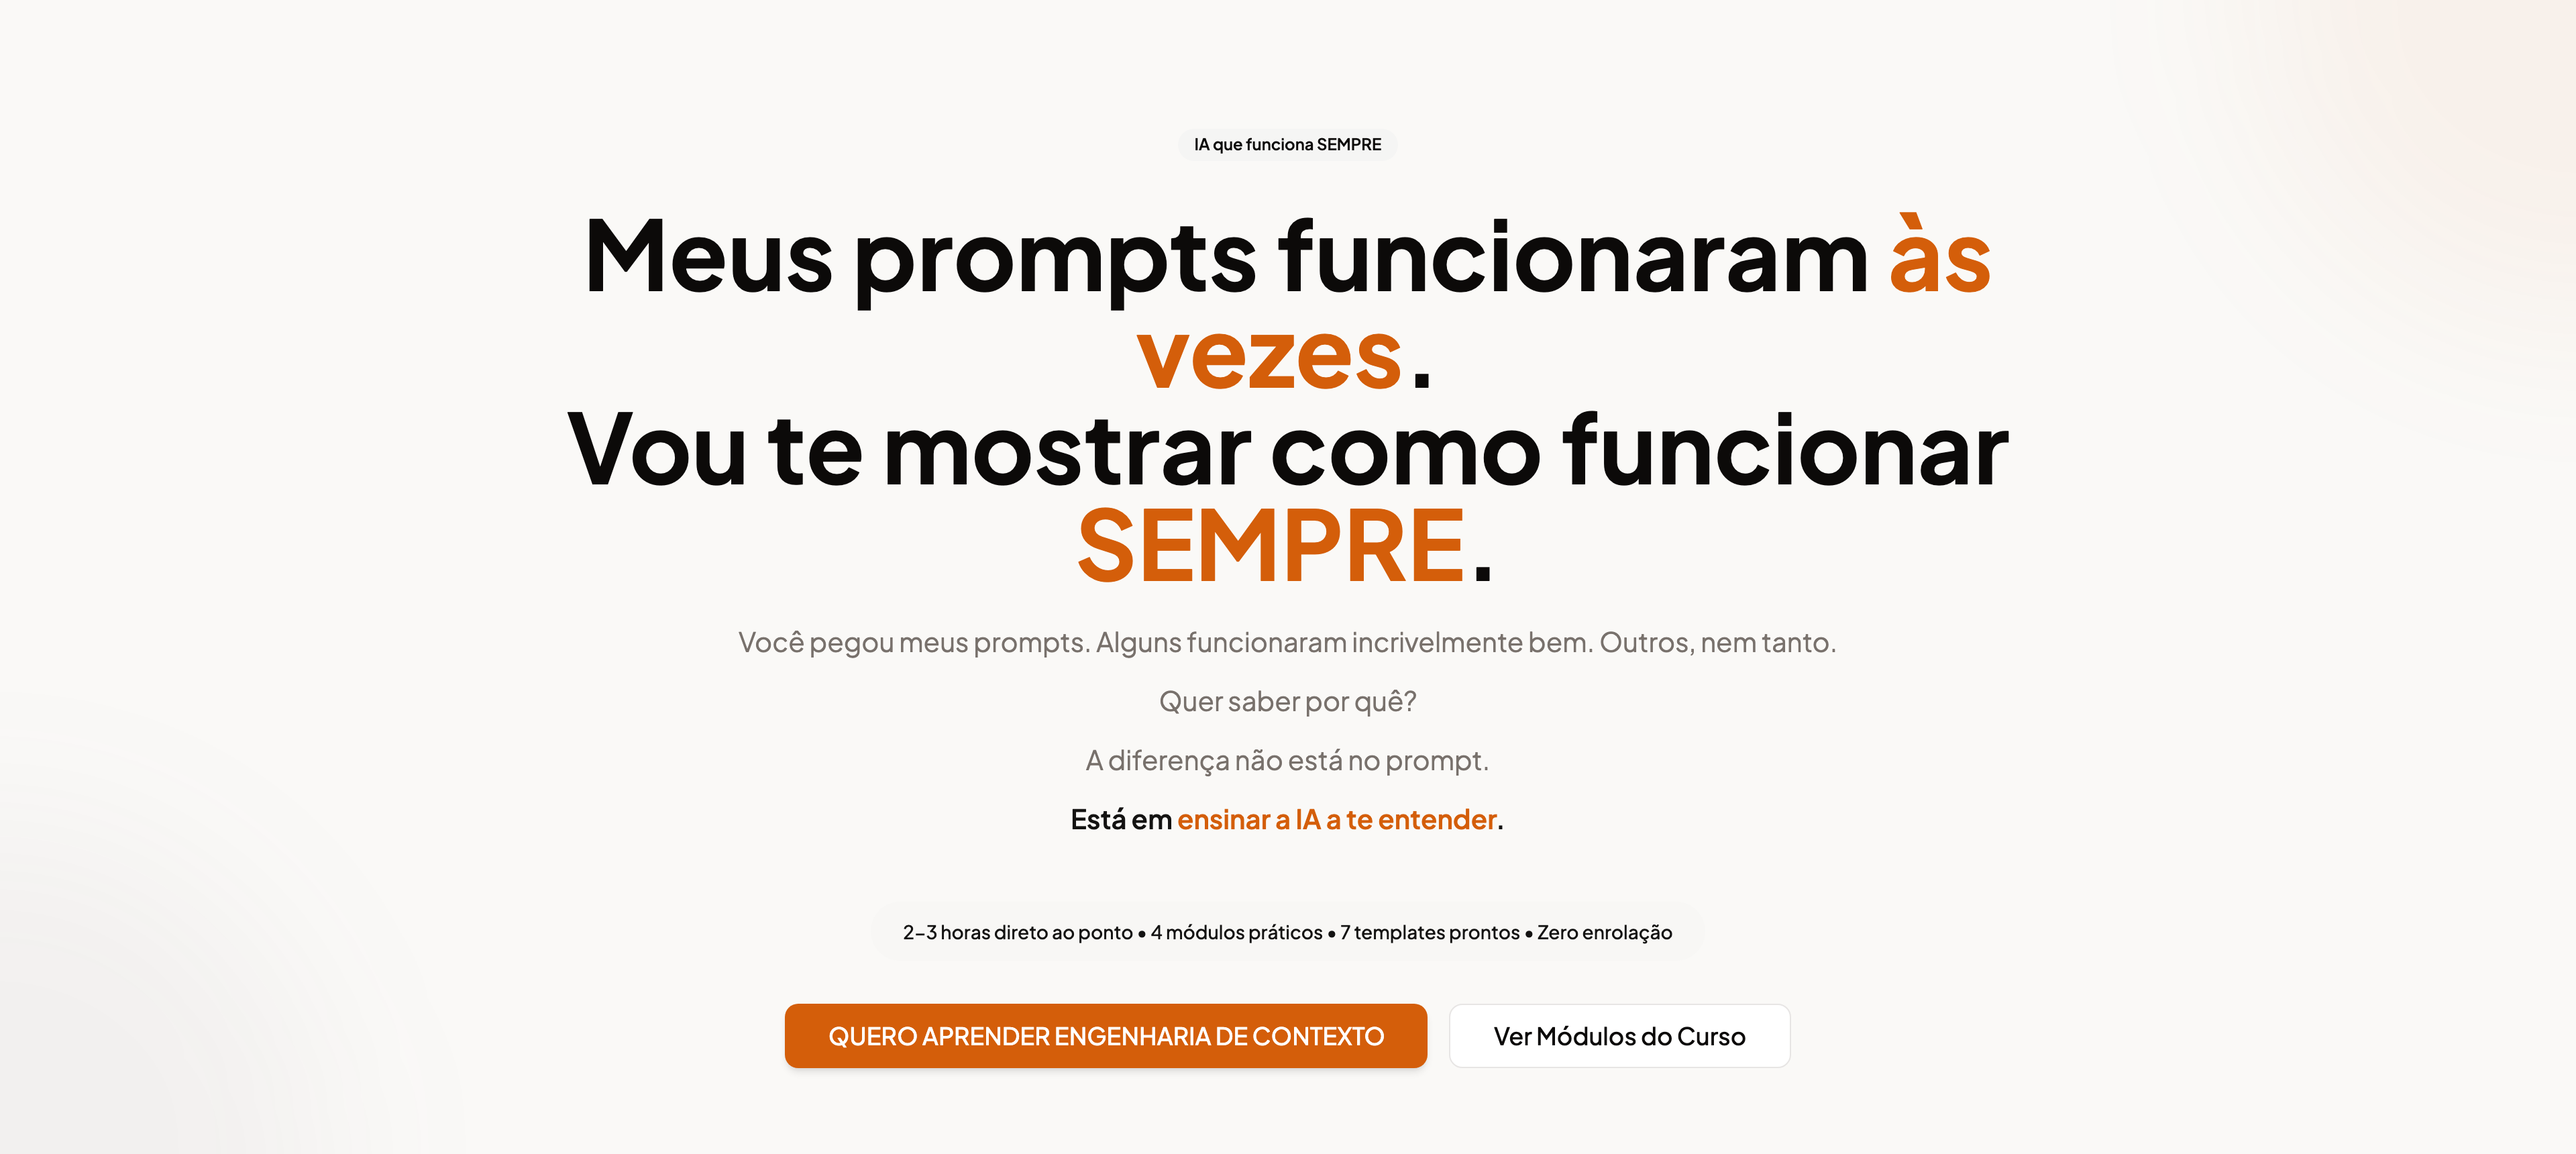 IA que funciona SEMPRE
Meus prompts funcionaram às
vezes.
Vou te mostrar como funcionar
SEMPRE.
Você pegou meus prompts. Alguns funcionaram incrivelmente bem. Outros, nem tanto.
Quer saber por quê?
A diferença não está no prompt.
Está em ensinar a IA a te entender.
2–3 horas direto ao ponto • 4 módulos práticos • 7 templates prontos • Zero enrolação
QUERO APRENDER ENGENHARIA DE CONTEXTO
Ver Módulos do Curso